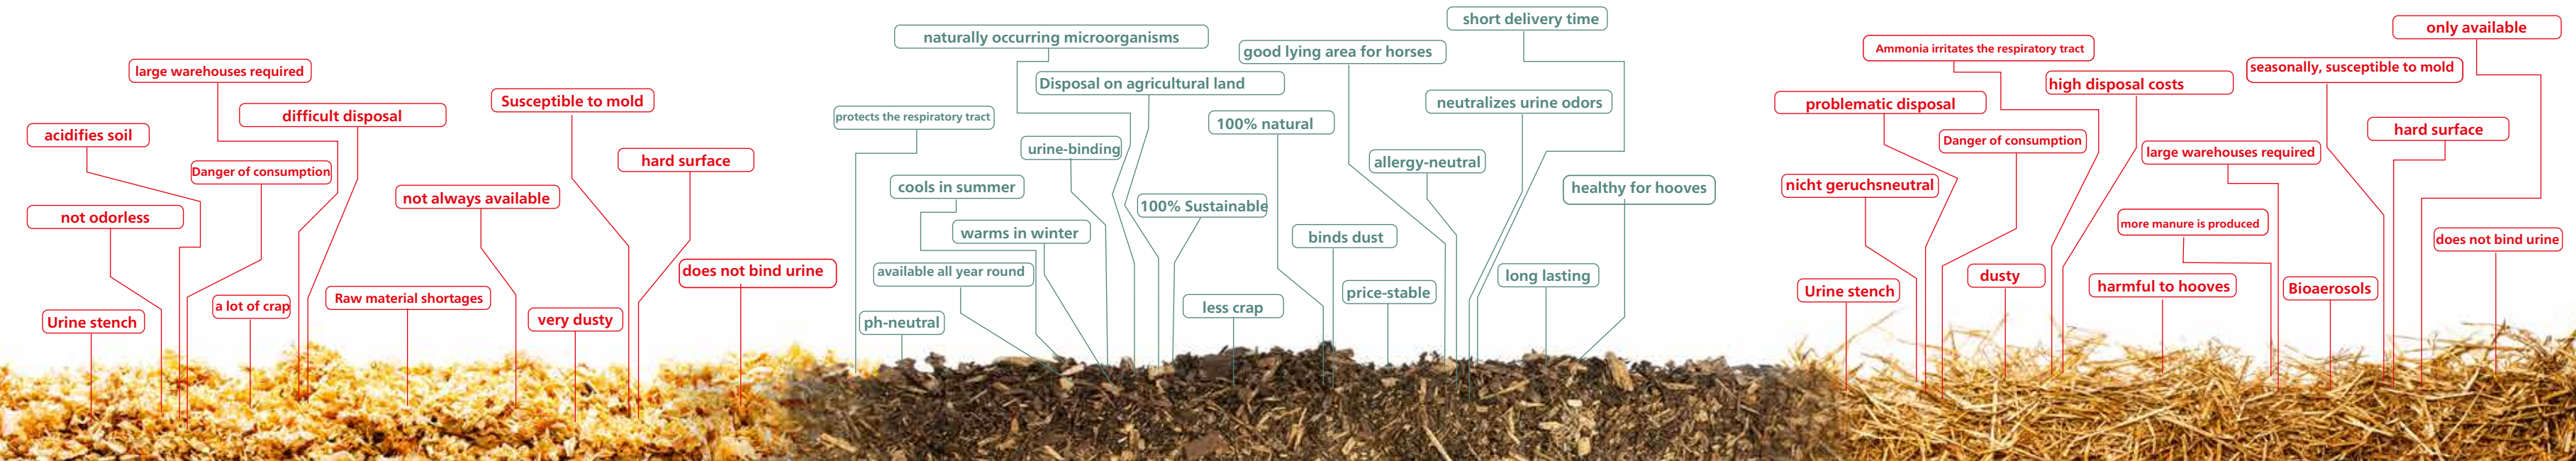 large warehouses required
acidifies soil
difficult disposal
Danger of consumption
not odorless
Urine stench
a lot of crap
Susceptible to mold
hard surface
not always available
Raw material shortages
very dusty
does not bind urine
naturally occurring microorganisms
Disposal on agricultural land
protects the respiratory tract
urine-binding
cools in summer
100% Sustainable
warms in winter
available all year round
ph-neutral
less crap
short delivery time
good lying area for horses
neutralizes urine odors
100% natural
allergy-neutral
healthy for hooves
binds dust
price-stable
long lasting
Ammonia irritates the respiratory tract
problematic disposal
high disposal costs
Danger of consumption
nicht geruchsneutral
Urine stench
dusty
only available
seasonally, susceptible to mold
hard surface
large warehouses required
more manure is produced
harmful to hooves
Bioaerosols
does not bind urine